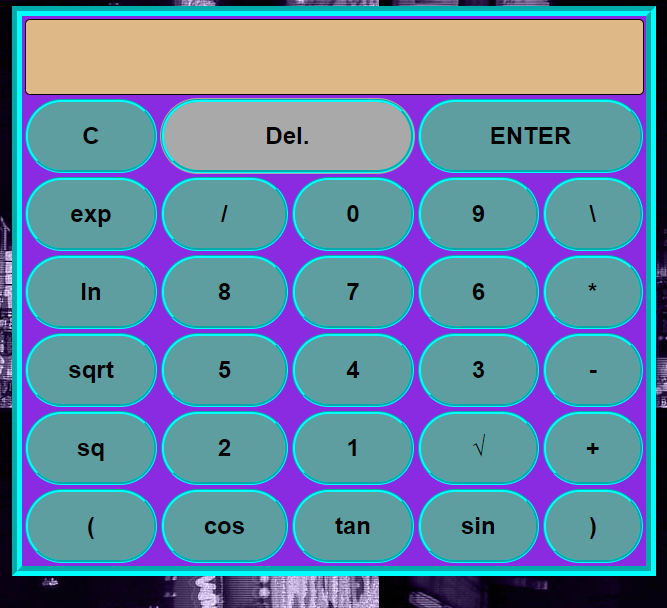 C Del. ENTER
exp / 0 9 \
ln 8 7 6 *
sqrt 5 4 3 -
sq 2 1 √ +
( cos tan sin )